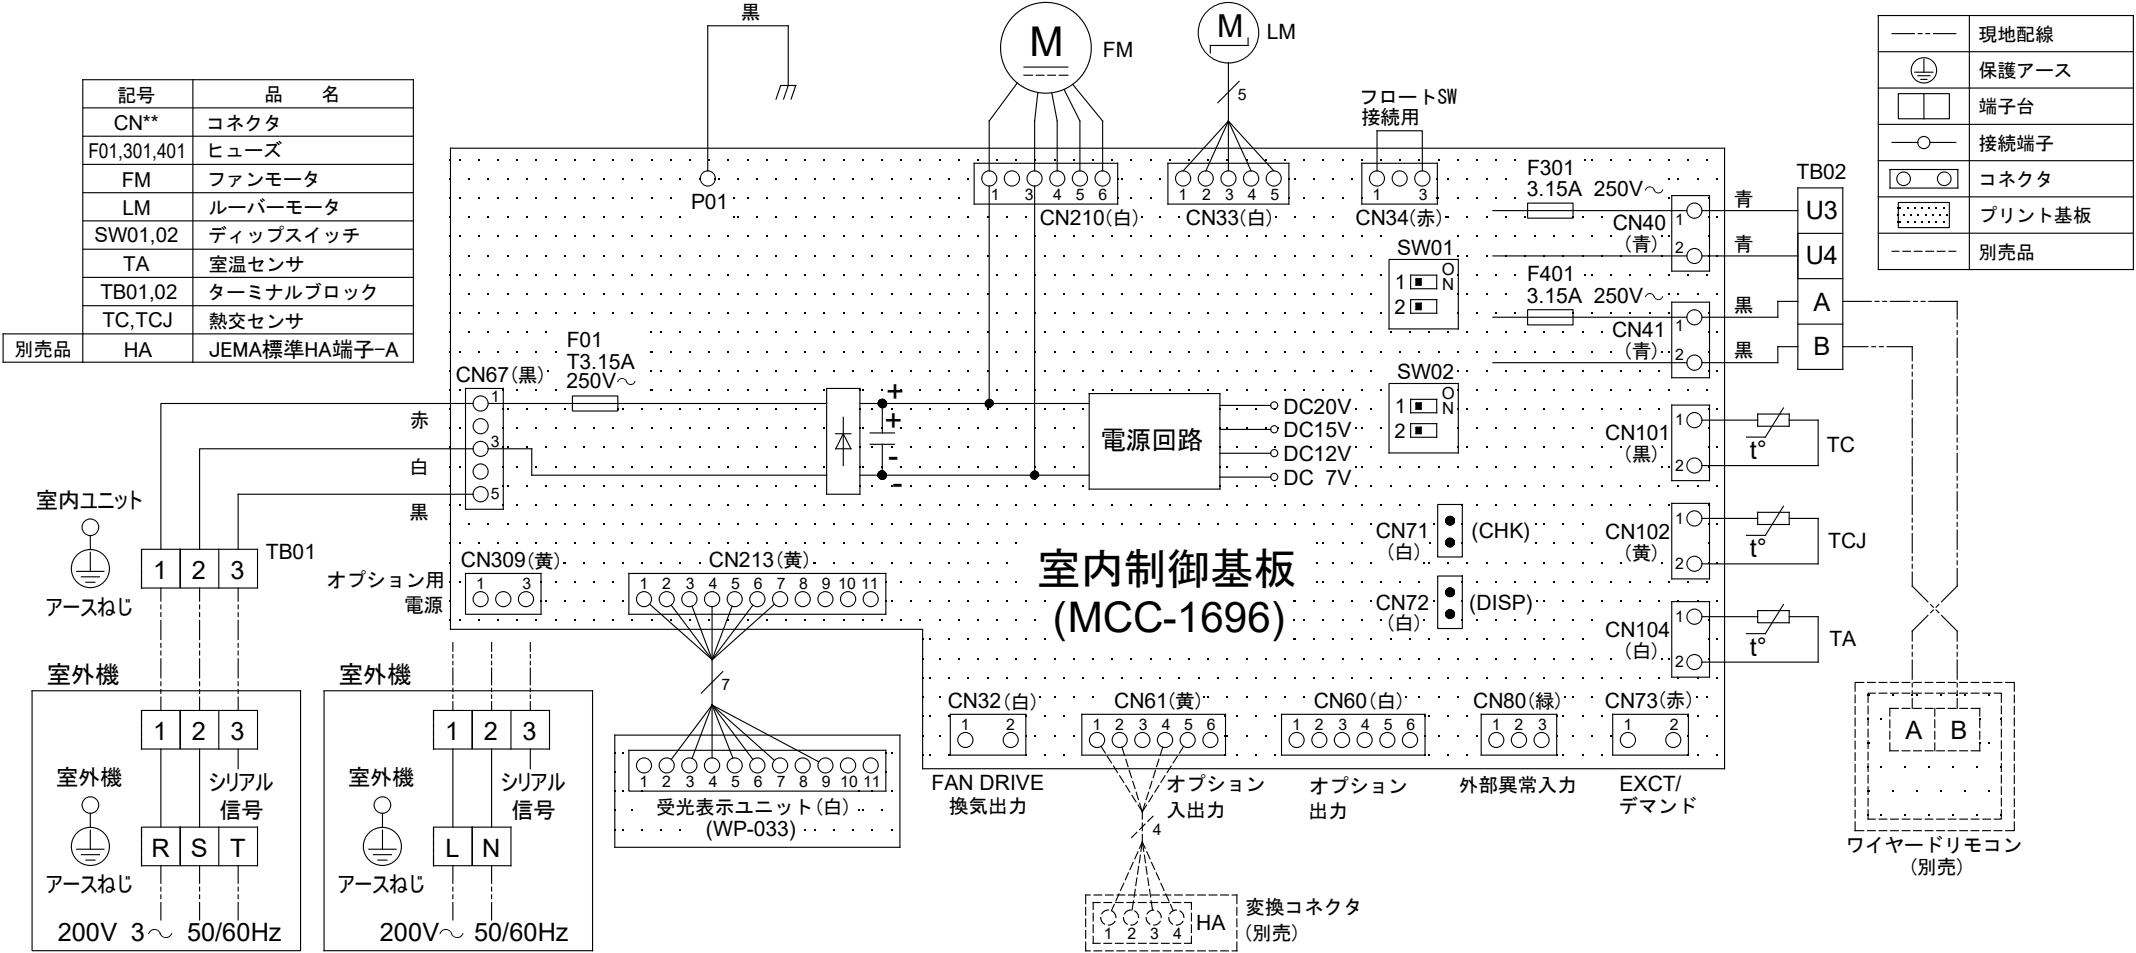 記号 品 名
CN** コネクタ
F01,301,401 ヒューズ
FM ファンモータ
LM ルーバーモータ
SW01,02 ディップスイッチ
TA 室温センサ
TB01,02 ターミナルブロック
TC,TCJ 熱交センサ
別売品 HA JEMA標準HA端子-A
黒
P01
M FM
1 3 4 5 6
CN210(白)
M LM
5
1 2 3 4 5
CN33(白)
フロートSW
接続用
1 3
CN34(赤)
F301
3.15A 250V～
CN40
(青)
1
2
青
青
F401
3.15A 250V～
CN41
(青)
1
2
黒
黒
TB02
U3
U4
A
B
現地配線
保護アース
端子台
接続端子
コネクタ
プリント基板
別売品
SW01
1 ON
2
SW02
1 ON
2
F01
T3.15A
250V～
CN67(黒)
1
3
5
赤
白
黒
+
+
-
-
電源回路
DC20V
DC15V
DC12V
DC 7V
CN101
(黒)
1
2
t°
TC
CN102
(黄)
1
2
t°
TCJ
CN104
(白)
1
2
t°
TA
CN71
(白)
(CHK)
CN72
(白)
(DISP)
室内制御基板
(MCC-1696)
室内ユニット
アースねじ
1 2 3
TB01
オプション用
電源
CN309(黄)
1 3
CN213(黄)
1 2 3 4 5 6 7 8 9 10 11
7
1 2 3 4 5 6 7 8 9 10 11
受光表示ユニット(白)
(WP-033)
室外機
1 2 3
室外機
アースねじ
シリアル
信号
R S T
200V 3～ 50/60Hz
室外機
1 2 3
室外機
アースねじ
シリアル
信号
L N
200V～ 50/60Hz
CN32(白)
1 2
FAN DRIVE
換気出力
CN61(黄)
1 2 3 4 5 6
オプション
入出力
4
1 2 3 4
HA
変換コネクタ
(別売)
CN60(白)
1 2 3 4 5 6
オプション
出力
CN80(緑)
1 2 3
外部異常入力
CN73(赤)
1 2
EXCT/
デマンド
A B
ワイヤードリモコン
(別売)